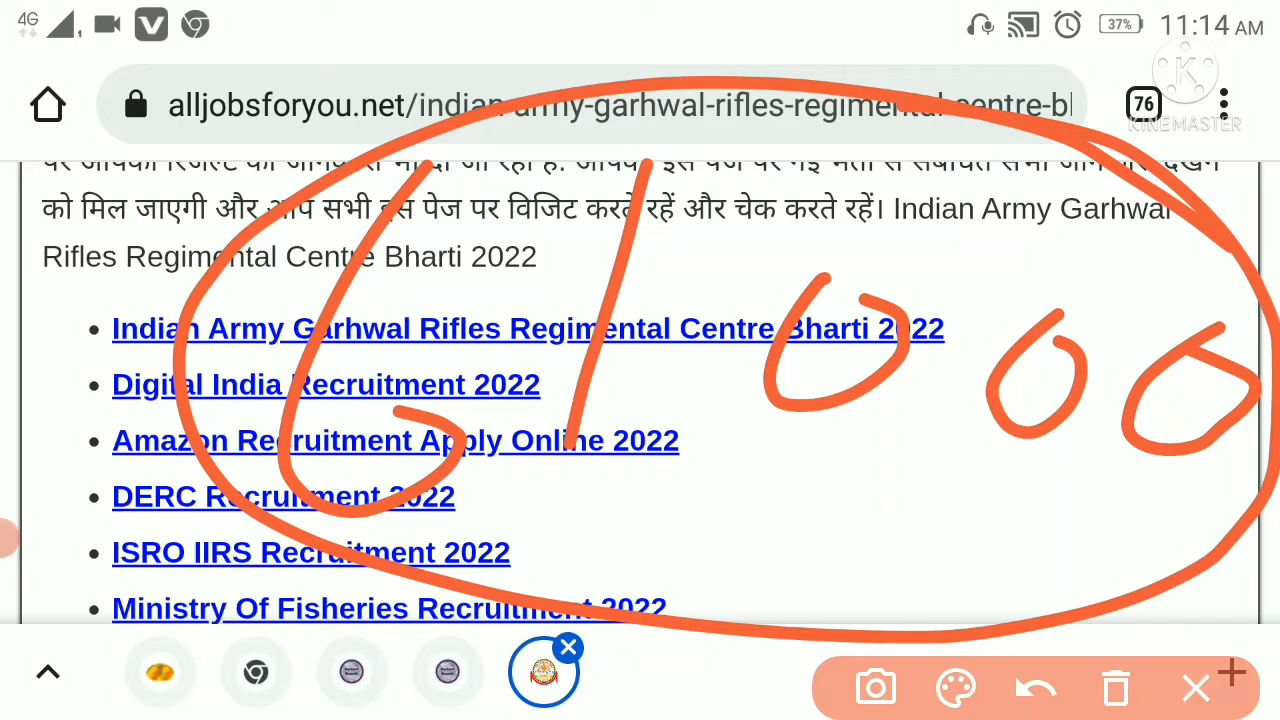 4G 1 V 37% 11:14 AM
alljobsforyou.net/indian-army-garhwal-rifles-regimental-centre-bl 76
KINEMASTER
को मिल जाएगी और आप सभी इस पेज पर विजिट करते रहें और चेक करते रहें। Indian Army Garhwal
Rifles Regimental Centre Bharti 2022
61000
• Indian Army Garhwal Rifles Regimental Centre Bharti 2022
• Digital India Recruitment 2022
• Amazon Recruitment Apply Online 2022
• DERC Recruitment 2022
• ISRO IIRS Recruitment 2022
• Ministry Of Fisheries Recruitment 2022